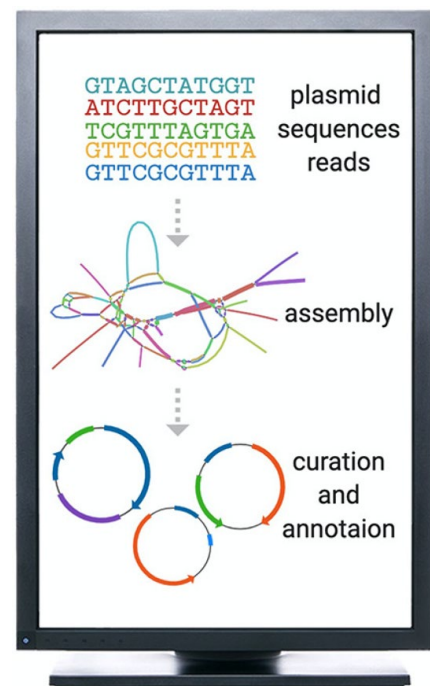 GTAGCTATGGT
ATCTTGCTAGT
TCGTTTAGTGA
GTTCGCGTTTA
GTTCGCGTTTA
plasmid
sequences
reads
assembly
curation
and
annotaion